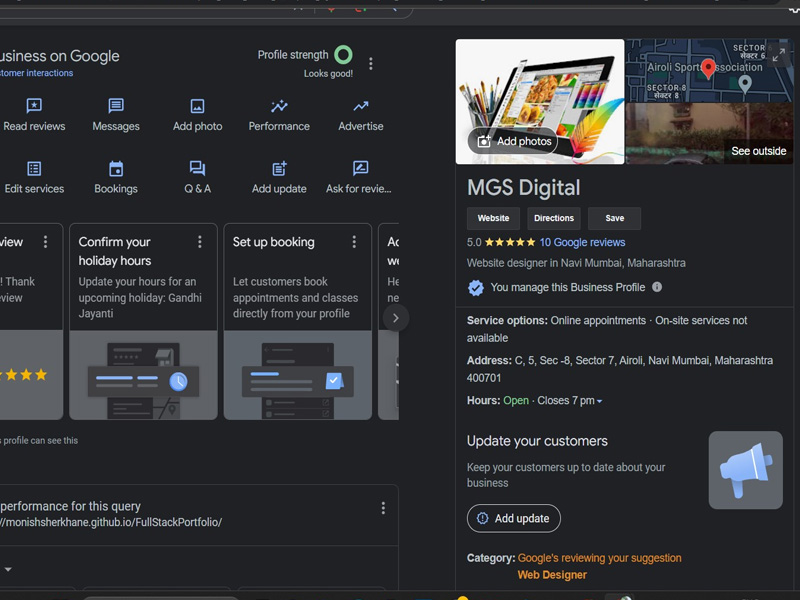 usiness on Google
Profile strength
tomer interactions
Looks good!
Read reviews
Messages
Add photo
Performance
Advertise
Edit services
Bookings
Q & A
Add update
Ask for revie...
view
! Thank
eview
Confirm your
holiday hours
Update your hours for an
upcoming holiday: Gandhi
Jayanti
Set up booking
Let customers book
appointments and classes
directly from your profile
Ac
we
He
ne
s profile can see this
performance for this query
//monishsherkhane.github.io/FullStackPortfolio/
Add photos
SECTOR 6
सेक्टर 6
Airoli Sports Association
SECTOR 8
सेक्टर 8
See outside
MGS Digital
Website
Directions
Save
5.0 10 Google reviews
Website designer in Navi Mumbai, Maharashtra
You manage this Business Profile
Service options: Online appointments · On-site services not
available
Address: C, 5, Sec -8, Sector 7, Airoli, Navi Mumbai, Maharashtra
400701
Hours: Open · Closes 7 pm
Update your customers
Keep your customers up to date about your
business
Add update
Category: Google's reviewing your suggestion
Web Designer